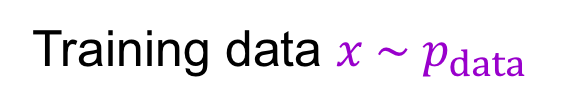 Training data x ~ p_data